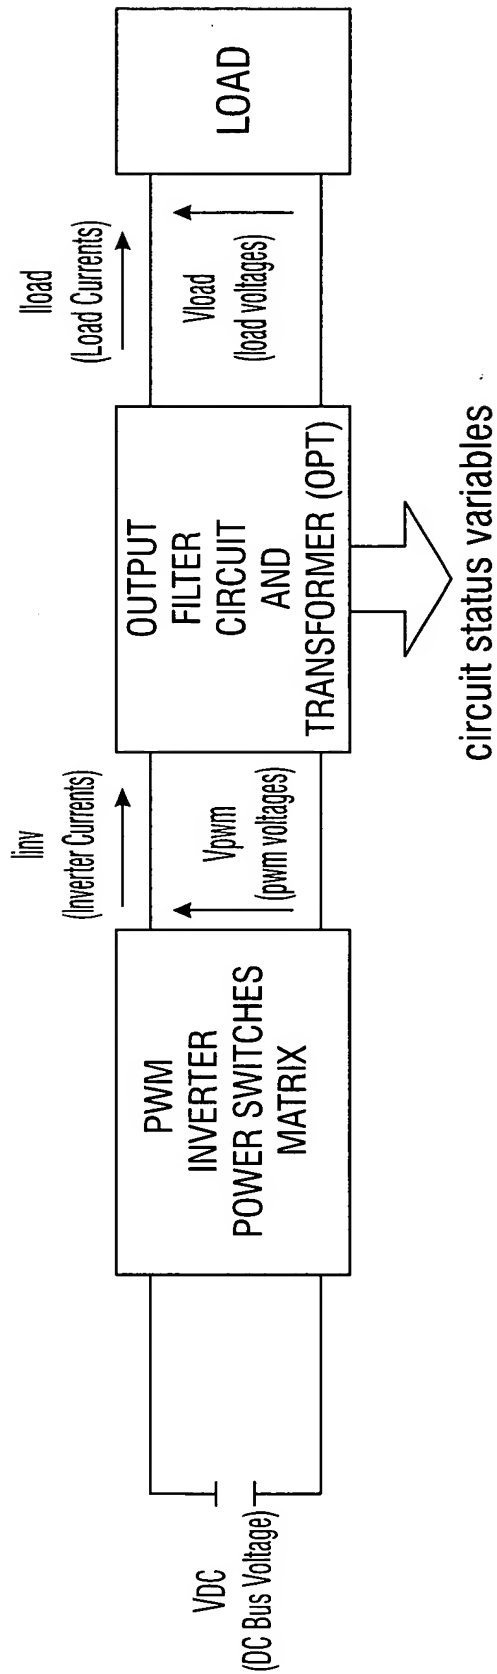 VDC
(DC Bus Voltage)
PWM
INVERTER
POWER SWITCHES
MATRIX
Iinv
(Inverter Currents)
Vpwm
(pwm voltages)
OUTPUT
FILTER
CIRCUIT
AND
TRANSFORMER (OPT)
circuit status variables
Iload
(Load Currents)
Vload
(load voltages)
LOAD